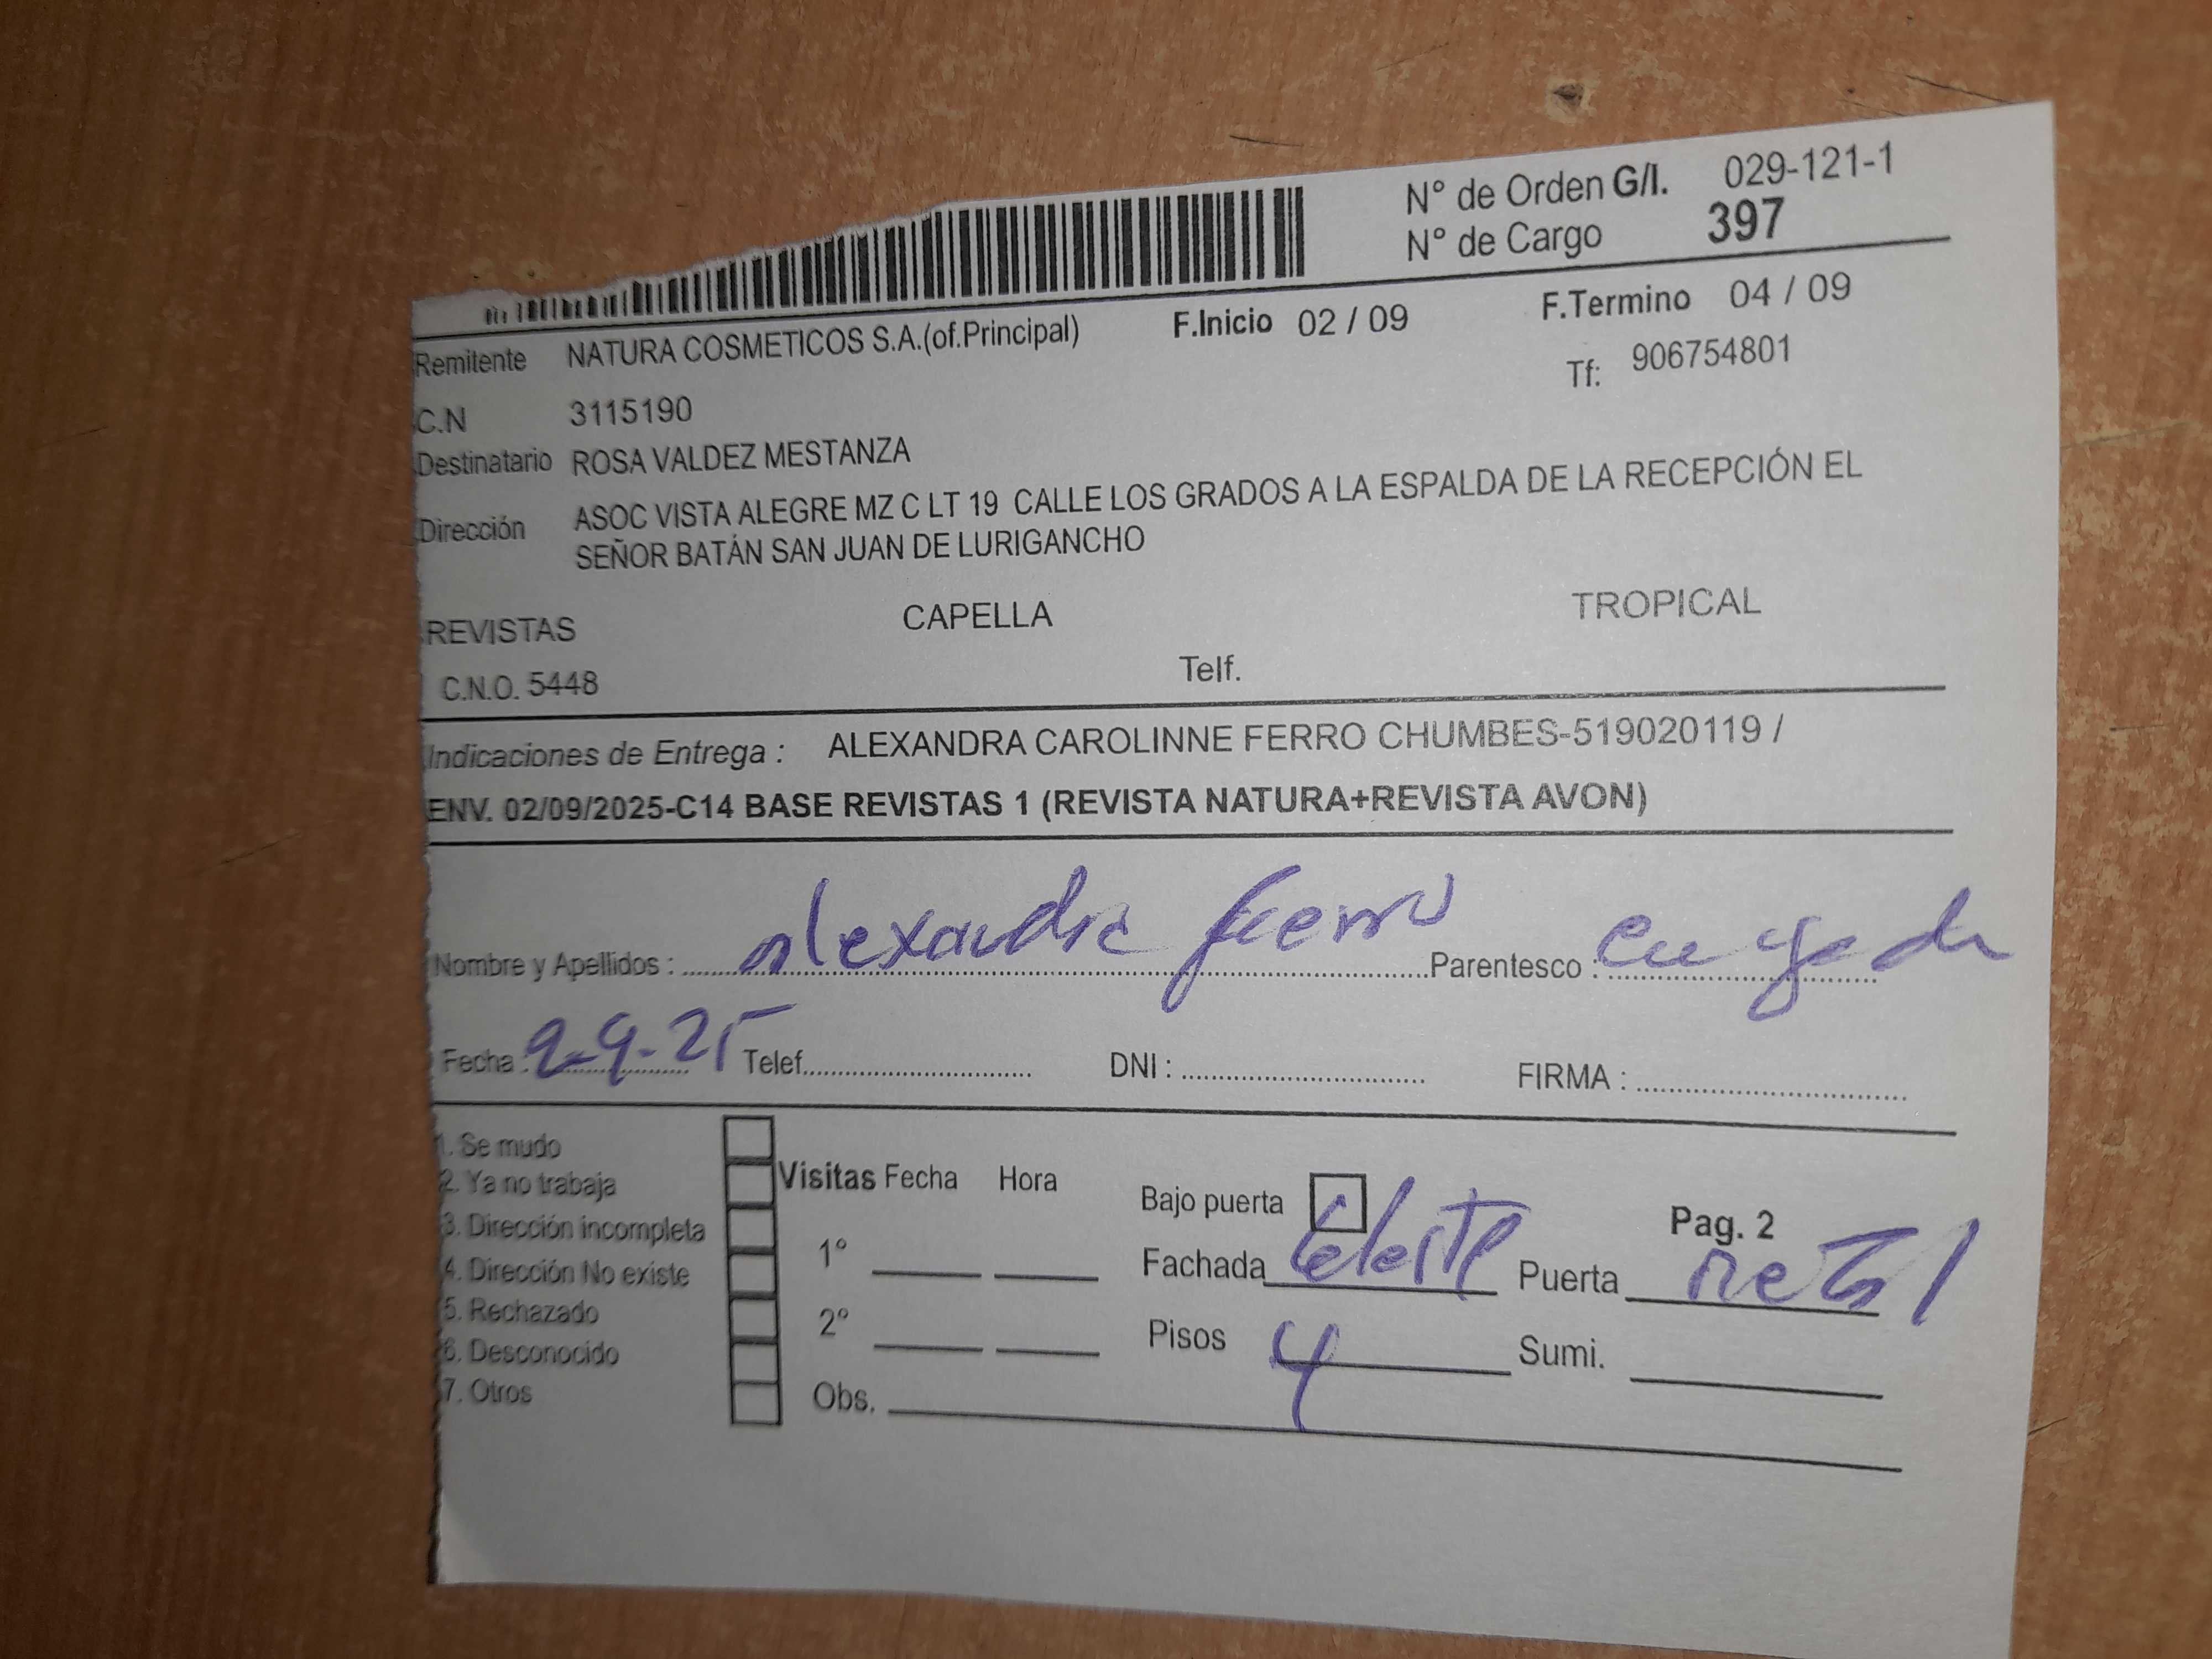 N° de Orden G/I. 029-121-1
N° de Cargo 397
Remitente NATURA COSMETICOS S.A.(of.Principal) F.Inicio 02 / 09 F.Termino 04 / 09
C.N 3115190 Tf: 906754801
Destinatario ROSA VALDEZ MESTANZA
Dirección ASOC VISTA ALEGRE MZ C LT 19 CALLE LOS GRADOS A LA ESPALDA DE LA RECEPCIÓN EL
SEÑOR BATÁN SAN JUAN DE LURIGANCHO
REVISTAS CAPELLA TROPICAL
C.N.O. 5448 Telf.
Indicaciones de Entrega : ALEXANDRA CAROLINNE FERRO CHUMBES-519020119 /
ENV. 02/09/2025-C14 BASE REVISTAS 1 (REVISTA NATURA+REVISTA AVON)
Nombre y Apellidos : Alexandra Ferro Parentesco :
Fecha : 2-9-25 Telef. DNI : FIRMA :
1. Se mudo
2. Ya no trabaja Visitas Fecha Hora Bajo puerta Pag. 2
3. Dirección incompleta
4. Dirección No existe 1° Fachada Celeste Puerta Metal
5. Rechazado
6. Desconocido 2° Pisos 4 Sumi.
7. Otros Obs.